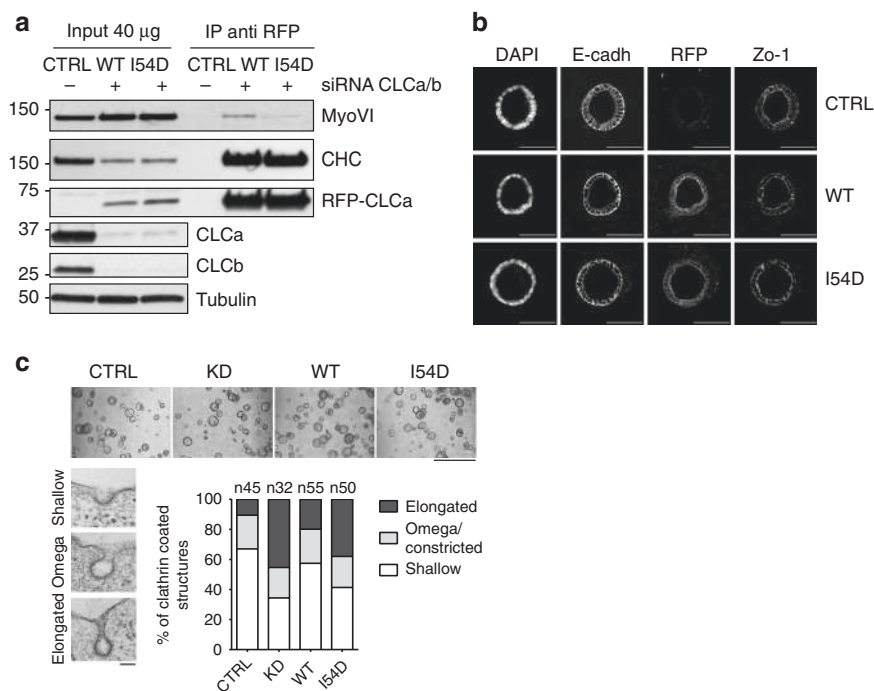 a
Input 40 µg IP anti RFP
CTRL WT I54D CTRL WT I54D
− + + − + + siRNA CLCa/b
150 MyoVI
150 CHC
75 RFP-CLCa
37 CLCa
25 CLCb
50 Tubulin
b
DAPI E-cadh RFP Zo-1
CTRL
WT
I54D
c
CTRL KD WT I54D
Shallow
Omega
Elongated
% of clathrin coated
structures
n45 n32 n55 n50
100
80
60
40
20
0
CTRL KD WT I54D
Elongated
Omega/
constricted
Shallow